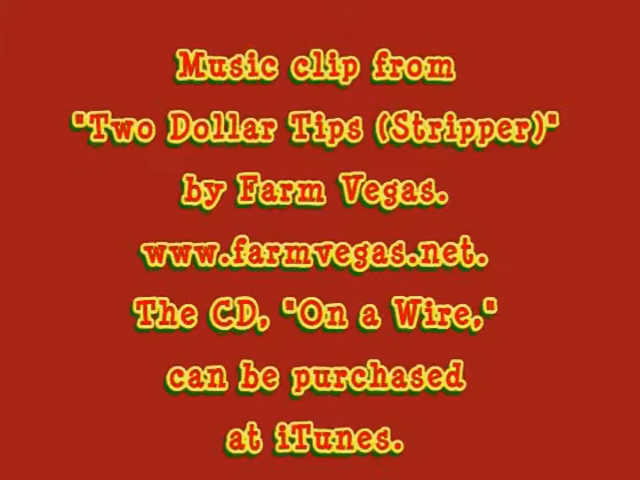 Music clip from
"Two Dollar Tips (Stripper)"
by Farm Vegas.
www.farmvegas.net.
The CD, "On a Wire,"
can be purchased
at iTunes.